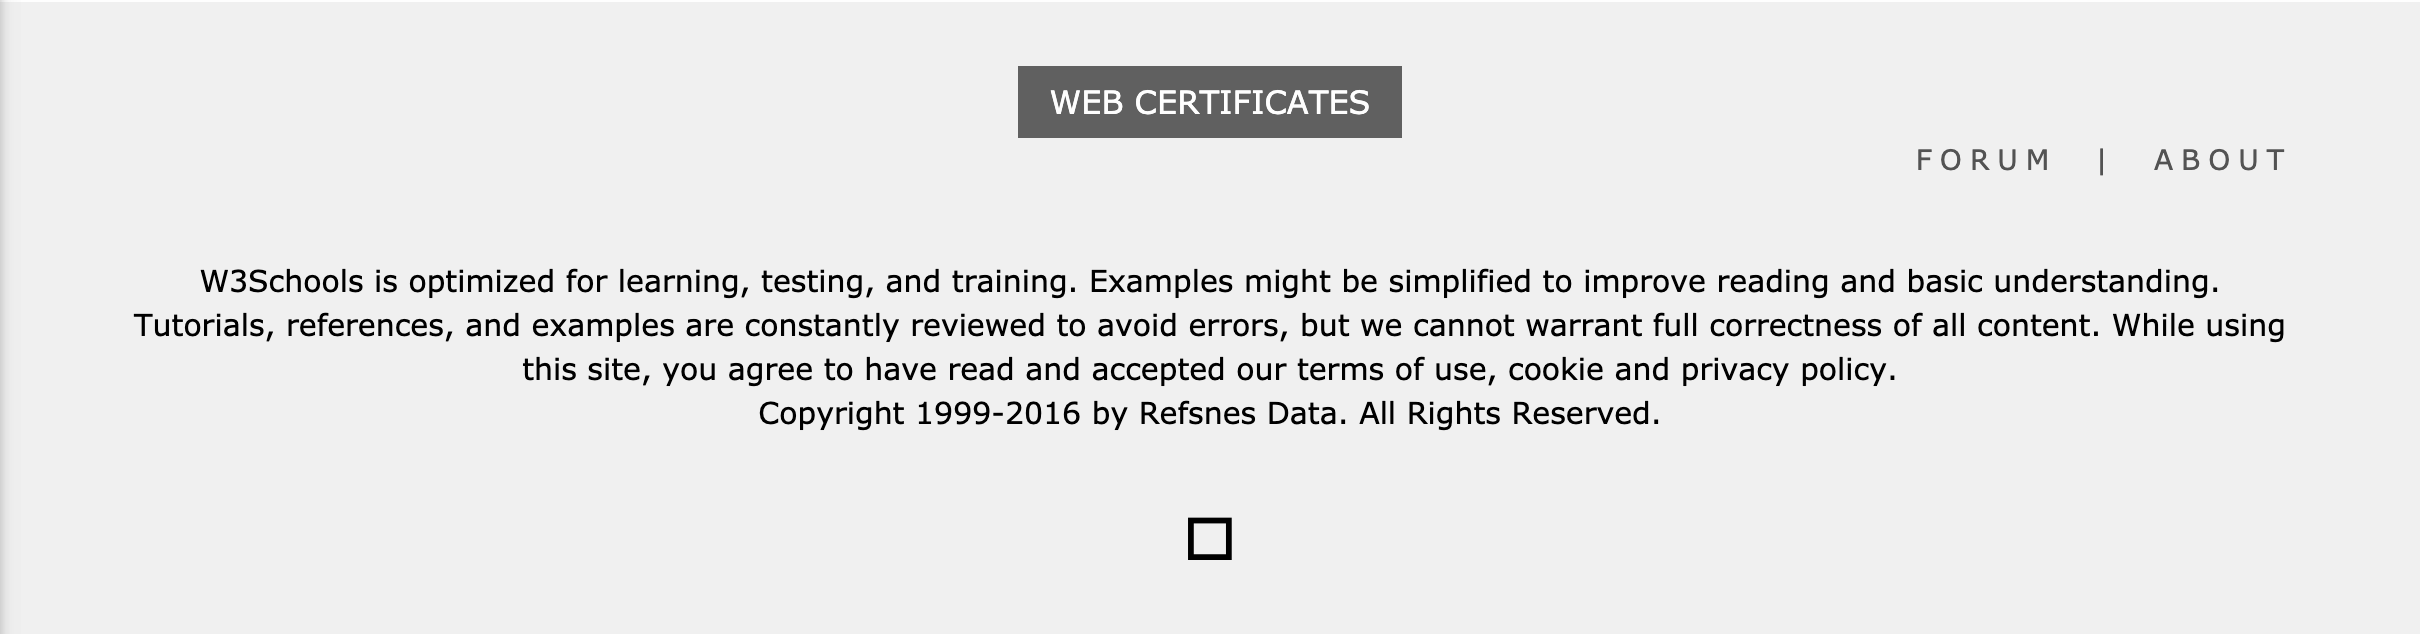 WEB CERTIFICATES
FORUM | ABOUT
W3Schools is optimized for learning, testing, and training. Examples might be simplified to improve reading and basic understanding.
Tutorials, references, and examples are constantly reviewed to avoid errors, but we cannot warrant full correctness of all content. While using
this site, you agree to have read and accepted our terms of use, cookie and privacy policy.
Copyright 1999-2016 by Refsnes Data. All Rights Reserved.